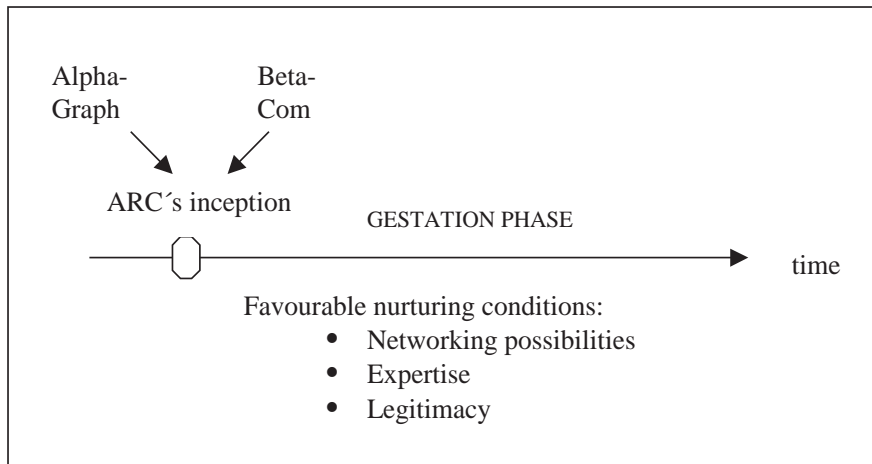 Alpha-
Graph
Beta-
Com
ARC´s inception
GESTATION PHASE
time
Favourable nurturing conditions:
• Networking possibilities
• Expertise
• Legitimacy